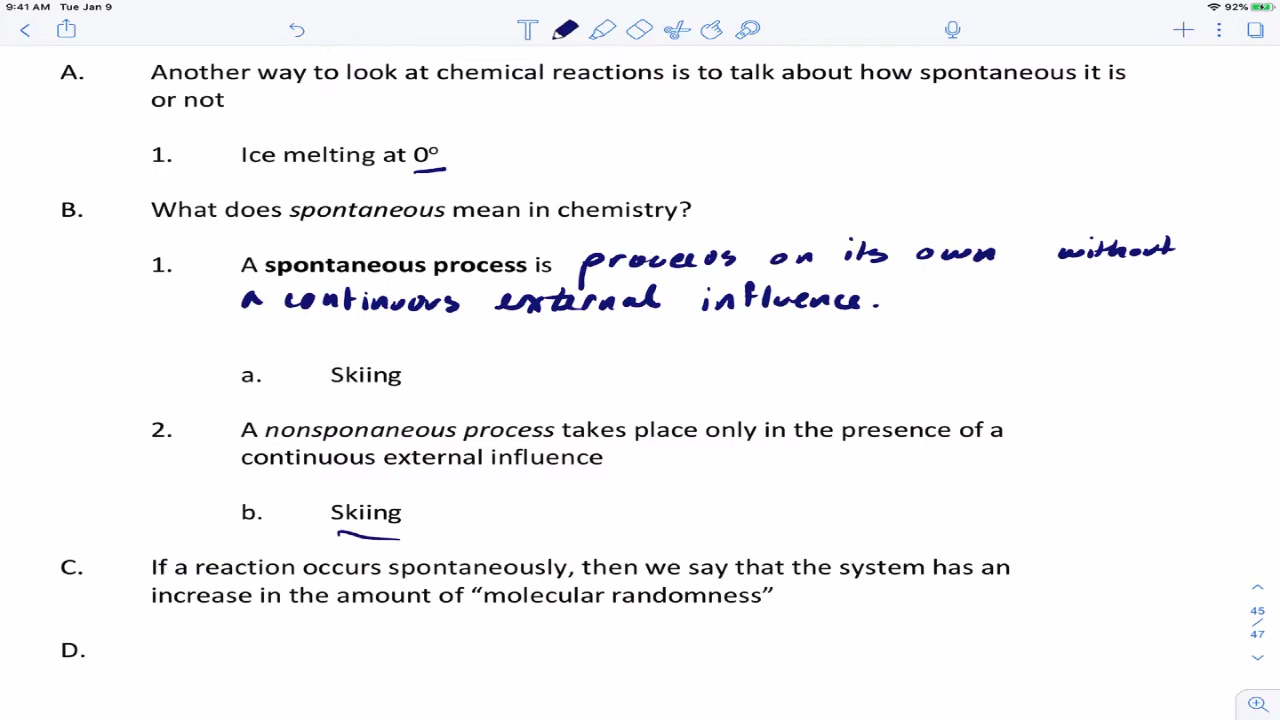 9:41 AM Tue Jan 9 92%
A. Another way to look at chemical reactions is to talk about how spontaneous it is
or not
1. Ice melting at 0°
B. What does spontaneous mean in chemistry?
1. A spontaneous process is proceeds on its own without
a continuous external influence.
a. Skiing
2. A nonsponaneous process takes place only in the presence of a
continuous external influence
b. Skiing
C. If a reaction occurs spontaneously, then we say that the system has an
increase in the amount of “molecular randomness”
45
/
47
D.